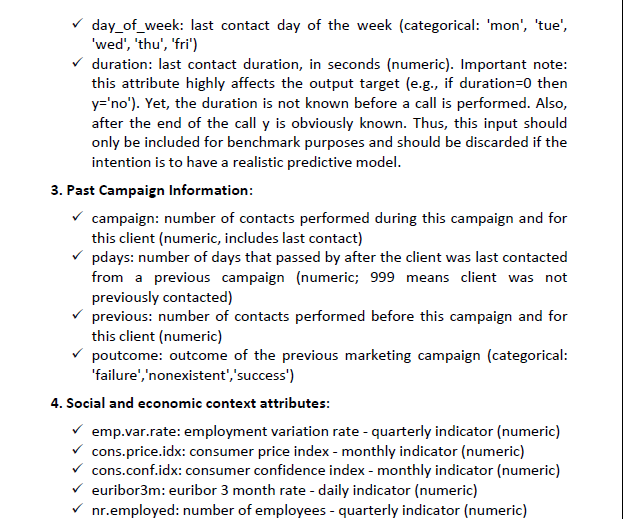 ✓ day_of_week: last contact day of the week (categorical: 'mon', 'tue',
'wed', 'thu', 'fri')
✓ duration: last contact duration, in seconds (numeric). Important note:
this attribute highly affects the output target (e.g., if duration=0 then
y='no'). Yet, the duration is not known before a call is performed. Also,
after the end of the call y is obviously known. Thus, this input should
only be included for benchmark purposes and should be discarded if the
intention is to have a realistic predictive model.
3. Past Campaign Information:
✓ campaign: number of contacts performed during this campaign and for
this client (numeric, includes last contact)
✓ pdays: number of days that passed by after the client was last contacted
from a previous campaign (numeric; 999 means client was not
previously contacted)
✓ previous: number of contacts performed before this campaign and for
this client (numeric)
✓ poutcome: outcome of the previous marketing campaign (categorical:
'failure','nonexistent','success')
4. Social and economic context attributes:
✓ emp.var.rate: employment variation rate - quarterly indicator (numeric)
✓ cons.price.idx: consumer price index - monthly indicator (numeric)
✓ cons.conf.idx: consumer confidence index - monthly indicator (numeric)
✓ euribor3m: euribor 3 month rate - daily indicator (numeric)
✓ nr.employed: number of employees - quarterly indicator (numeric)